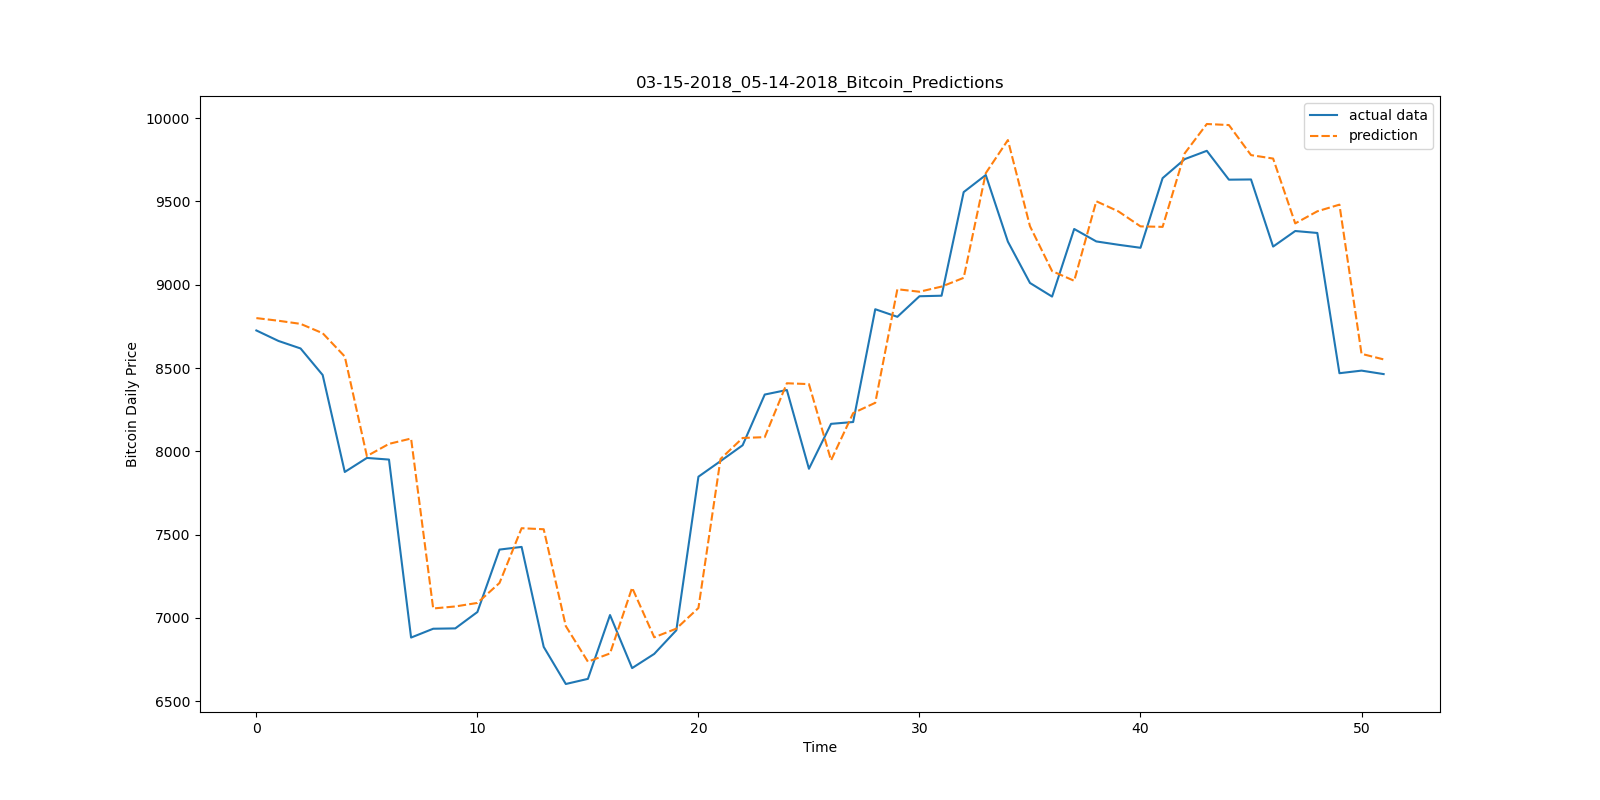 03-15-2018_05-14-2018_Bitcoin_Predictions
actual data
prediction
10000
9500
9000
8500
8000
7500
7000
6500
Bitcoin Daily Price
0 10 20 30 40 50
Time